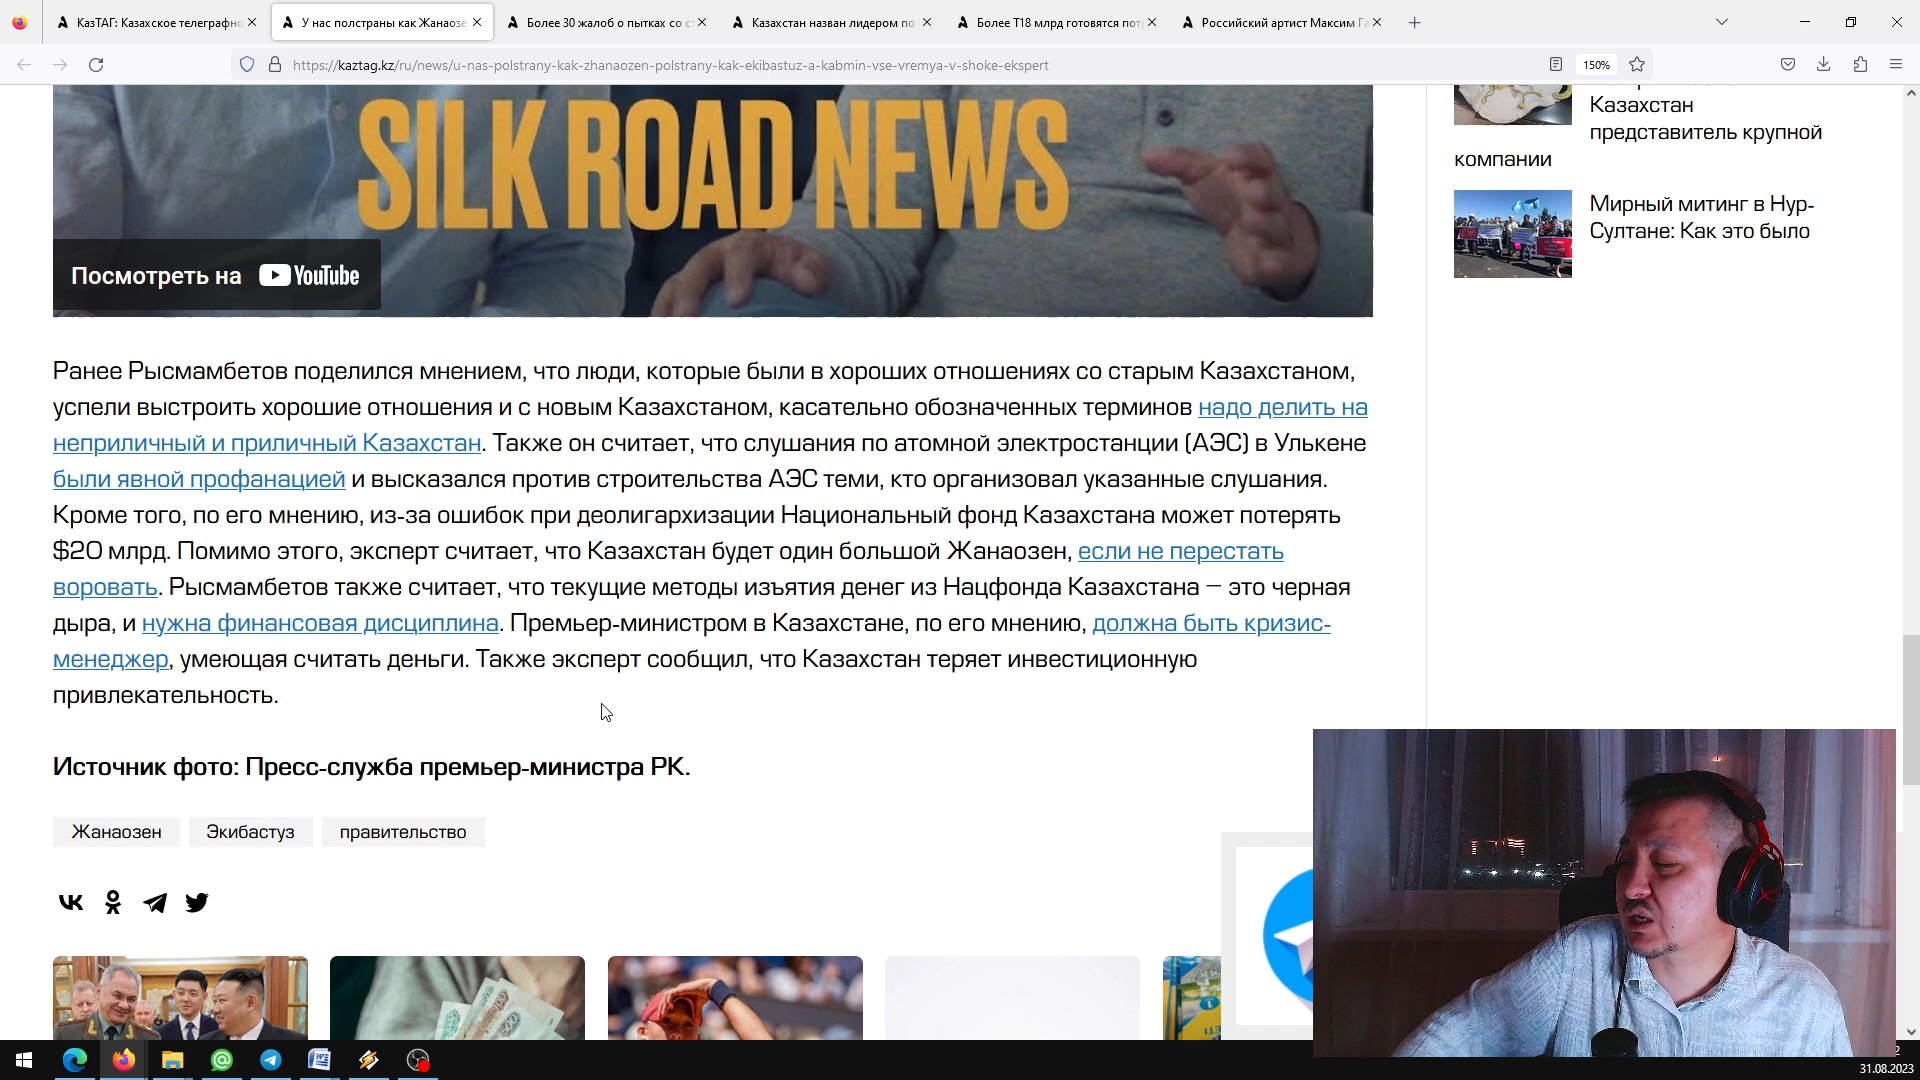 КазТАГ: Казахское телеграфно
У нас полстраны как Жанаозе
Более 30 жалоб о пытках со ст
Казахстан назван лидером по
Более Т18 млрд готовятся потр
Российский артист Максим Га
https://kaztag.kz/ru/news/u-nas-polstrany-kak-zhanaozen-polstrany-kak-ekibastuz-a-kabmin-vse-vremya-v-shoke-ekspert
150%
SILK ROAD NEWS
Посмотреть на YouTube
Казахстан
представитель крупной
компании
Мирный митинг в Нур-
Султане: Как это было
Ранее Рысмамбетов поделился мнением, что люди, которые были в хороших отношениях со старым Казахстаном,
успели выстроить хорошие отношения и с новым Казахстаном, касательно обозначенных терминов надо делить на
неприличный и приличный Казахстан. Также он считает, что слушания по атомной электростанции (АЭС) в Улькене
были явной профанацией и высказался против строительства АЭС теми, кто организовал указанные слушания.
Кроме того, по его мнению, из-за ошибок при деолигархизации Национальный фонд Казахстана может потерять
$20 млрд. Помимо этого, эксперт считает, что Казахстан будет один большой Жанаозен, если не перестать
воровать. Рысмамбетов также считает, что текущие методы изъятия денег из Нацфонда Казахстана – это черная
дыра, и нужна финансовая дисциплина. Премьер-министром в Казахстане, по его мнению, должна быть кризис-
менеджер, умеющая считать деньги. Также эксперт сообщил, что Казахстан теряет инвестиционную
привлекательность.
Источник фото: Пресс-служба премьер-министра РК.
Жанаозен
Экибастуз
правительство
31.08.2023